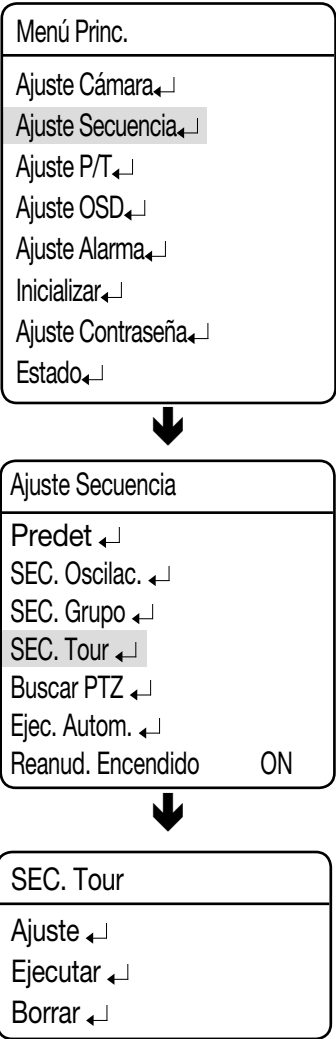 Menú Princ.
Ajuste Cámara↵
Ajuste Secuencia↵
Ajuste P/T↵
Ajuste OSD↵
Ajuste Alarma↵
Inicializar↵
Ajuste Contraseña↵
Estado↵
Ajuste Secuencia
Predet ↵
SEC. Oscilac. ↵
SEC. Grupo ↵
SEC. Tour ↵
Buscar PTZ ↵
Ejec. Autom. ↵
Reanud. Encendido ON
SEC. Tour
Ajuste ↵
Ejecutar ↵
Borrar ↵